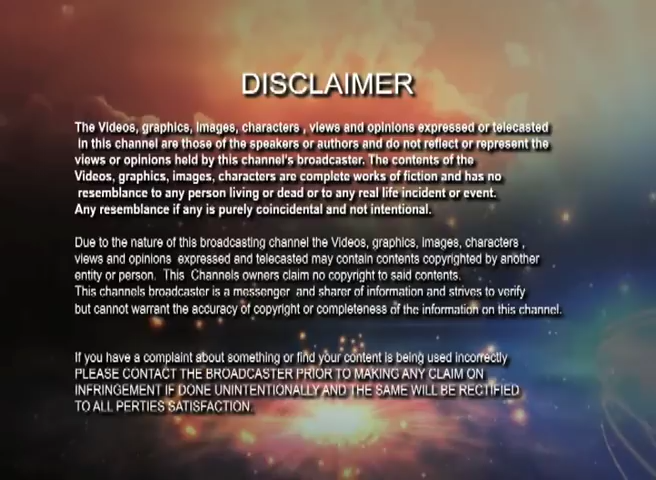 DISCLAIMER
The Videos, graphics, images, characters , views and opinions expressed or telecasted
In this channel are those of the speakers or authors and do not reflect or represent the
views or opinions held by this channel's broadcaster. The contents of the
Videos, graphics, images, characters are complete works of fiction and has no
resemblance to any person living or dead or to any real life incident or event.
Any resemblance if any is purely coincidental and not intentional.
Due to the nature of this broadcasting channel the Videos, graphics, images, characters ,
views and opinions expressed and telecasted may contain contents copyrighted by another
entity or person. This Channels owners claim no copyright to said contents.
This channels broadcaster is a messenger and sharer of information and strives to verify
but cannot warrant the accuracy of copyright or completeness of the information on this channel.
If you have a complaint about something or find your content is being used incorrectly
PLEASE CONTACT THE BROADCASTER PRIOR TO MAKING ANY CLAIM ON
INFRINGEMENT IF DONE UNINTENTIONALLY AND THE SAME WILL BE RECTIFIED
TO ALL PERTIES SATISFACTION.